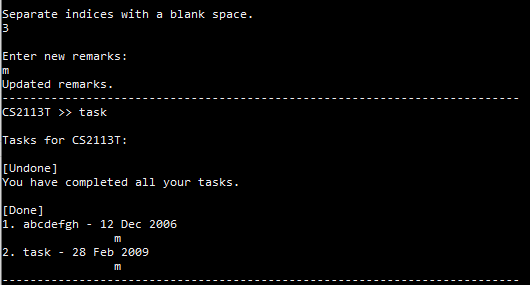 Separate indices with a blank space.
3
Enter new remarks:
m
Updated remarks.
--------------------------------------------------------------------------
CS2113T >> task
Tasks for CS2113T:
[Undone]
You have completed all your tasks.
[Done]
1. abcdefgh - 12 Dec 2006
m
2. task - 28 Feb 2009
m
--------------------------------------------------------------------------